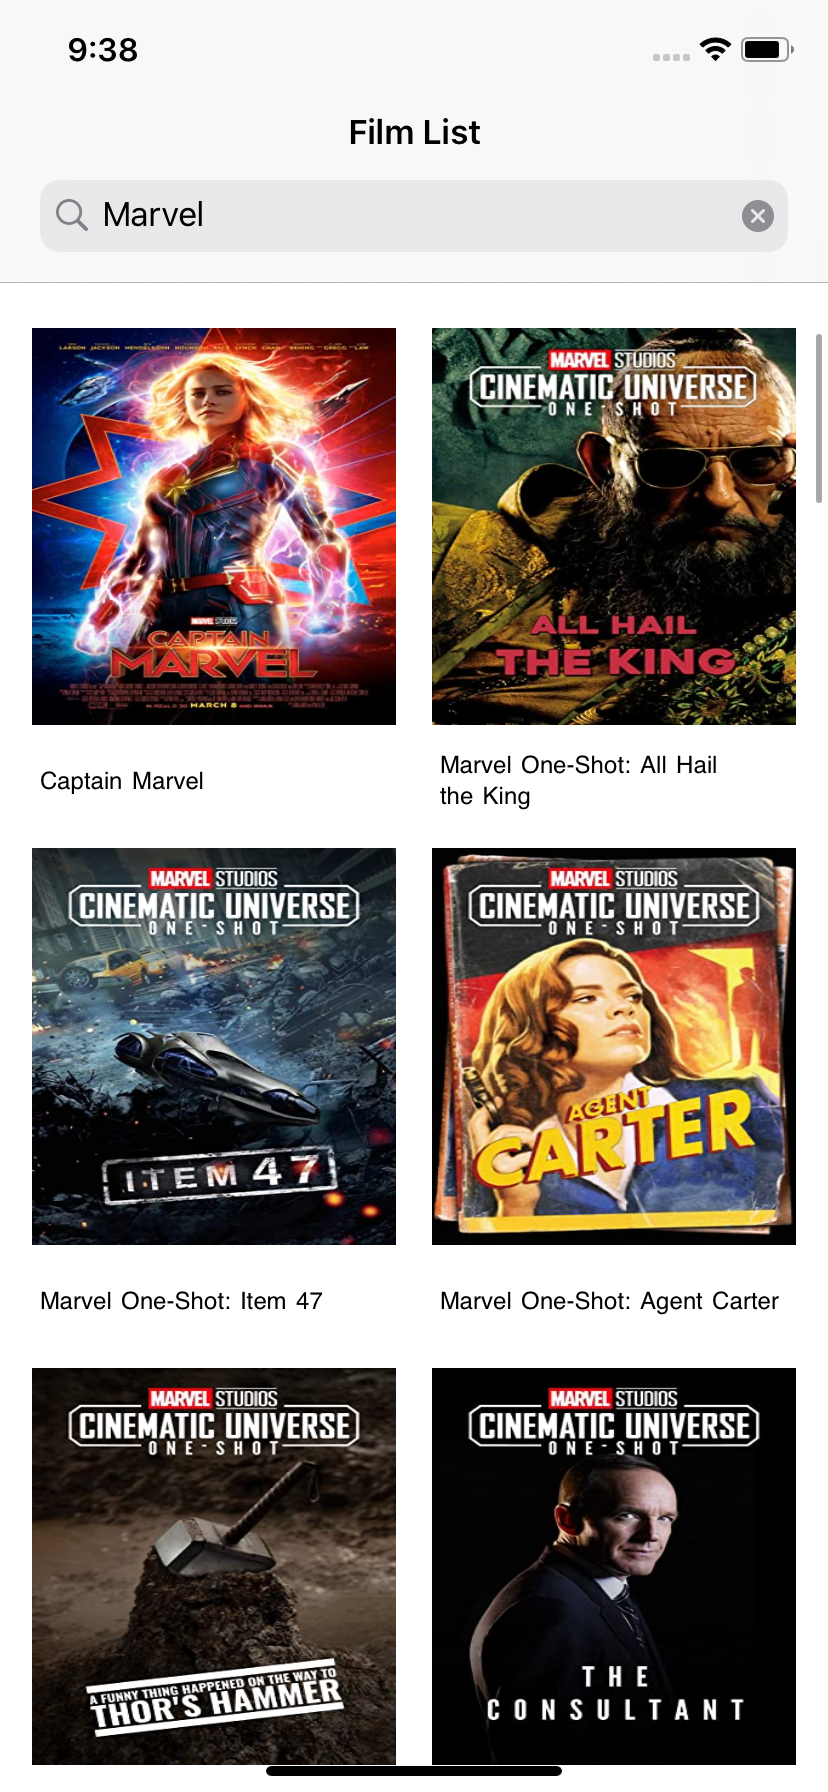 9:38
Film List
Marvel
LARSON JACKSON MENDELSOHN HOUNSOU PACE LYNCH CHAN BENING GREGG LAW
MARVEL STUDIOS
CAPTAIN
MARVEL
MARCH 8
Captain Marvel
MARVEL STUDIOS
CINEMATIC UNIVERSE
ONE-SHOT
ALL HAIL
THE KING
Marvel One-Shot: All Hail
the King
MARVEL STUDIOS
CINEMATIC UNIVERSE
ONE-SHOT
ITEM 47
Marvel One-Shot: Item 47
MARVEL STUDIOS
CINEMATIC UNIVERSE
ONE-SHOT
AGENT
CARTER
Marvel One-Shot: Agent Carter
MARVEL STUDIOS
CINEMATIC UNIVERSE
ONE-SHOT
A FUNNY THING HAPPENED ON THE WAY TO
THOR'S HAMMER
MARVEL STUDIOS
CINEMATIC UNIVERSE
ONE-SHOT
THE
CONSULTANT